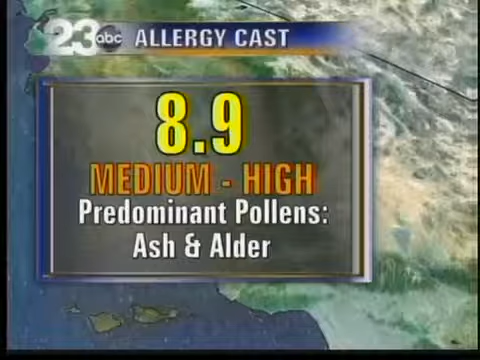 23 abc ALLERGY CAST
8.9
MEDIUM - HIGH
Predominant Pollens:
Ash & Alder